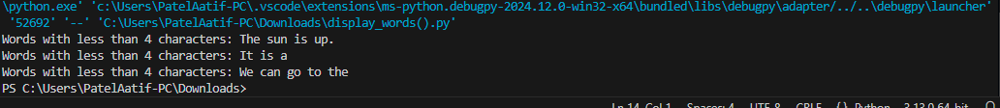 \python.exe' 'c:\Users\PatelAatif-PC\.vscode\extensions\ms-python.debugpy-2024.12.0-win32-x64\bundled\libs\debugpy\adapter/../..\debugpy\launcher'
'52692' '--' 'C:\Users\PatelAatif-PC\Downloads\display_words().py'
Words with less than 4 characters: The sun is up.
Words with less than 4 characters: It is a
Words with less than 4 characters: We can go to the
PS C:\Users\PatelAatif-PC\Downloads>
Ln 14, Col 1 Spaces: 4 UTF-8 CRLF {} Python 3.13.0 64-bit